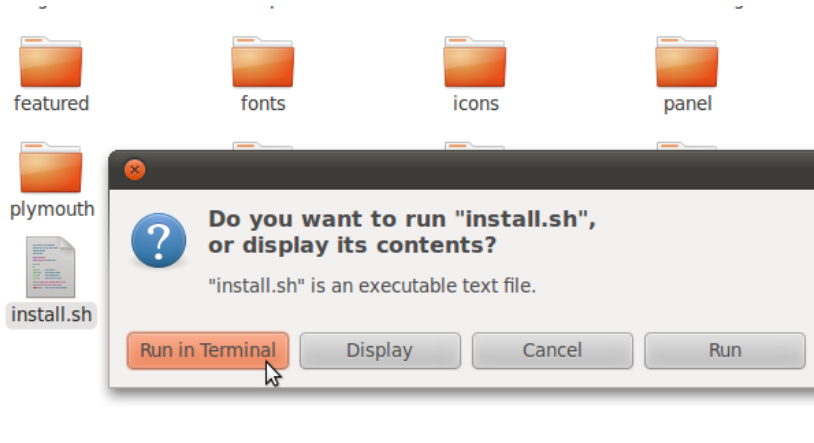 featured
fonts
icons
panel
plymouth
Do you want to run "install.sh",
or display its contents?
"install.sh" is an executable text file.
install.sh
Run in Terminal
Display
Cancel
Run